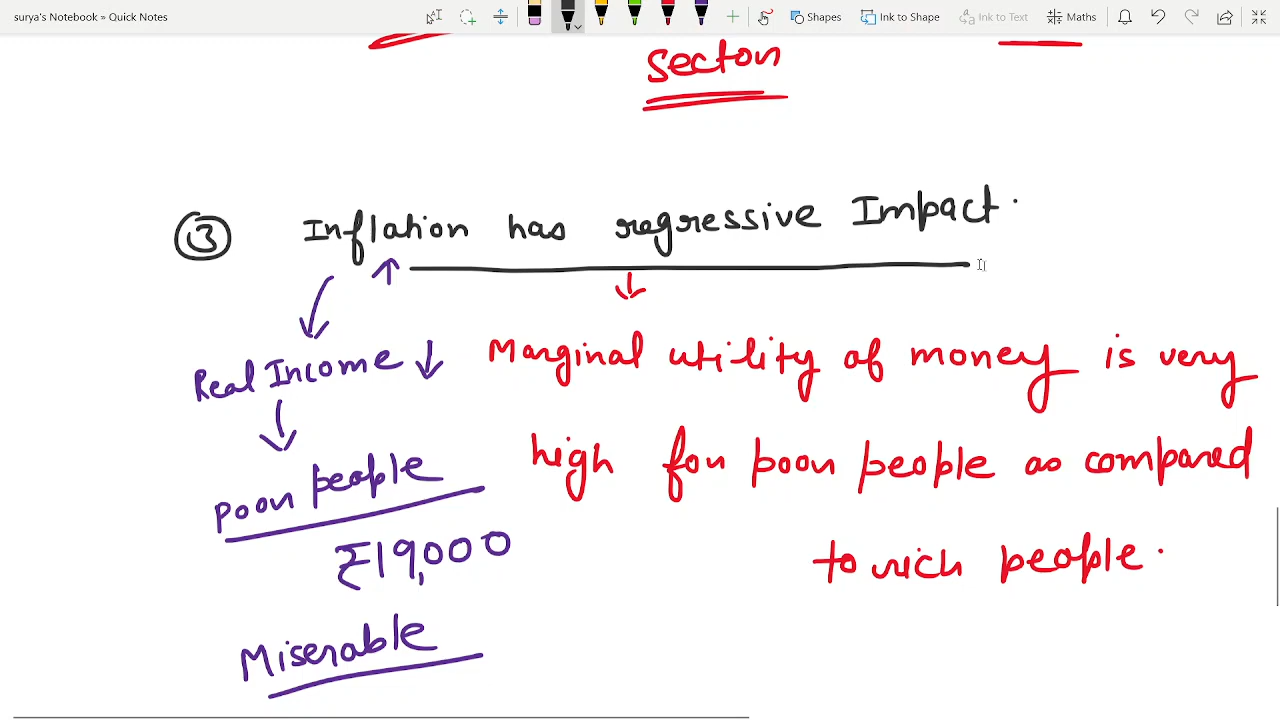 surya's Notebook » Quick Notes
Shapes
Ink to Shape
Ink to Text
Maths
Secton
③ Inflation has regressive Impact.
Real Income ↓
Marginal utility of money is very
high for poor people as compared
to rich people.
poor people
₹19,000
Miserable